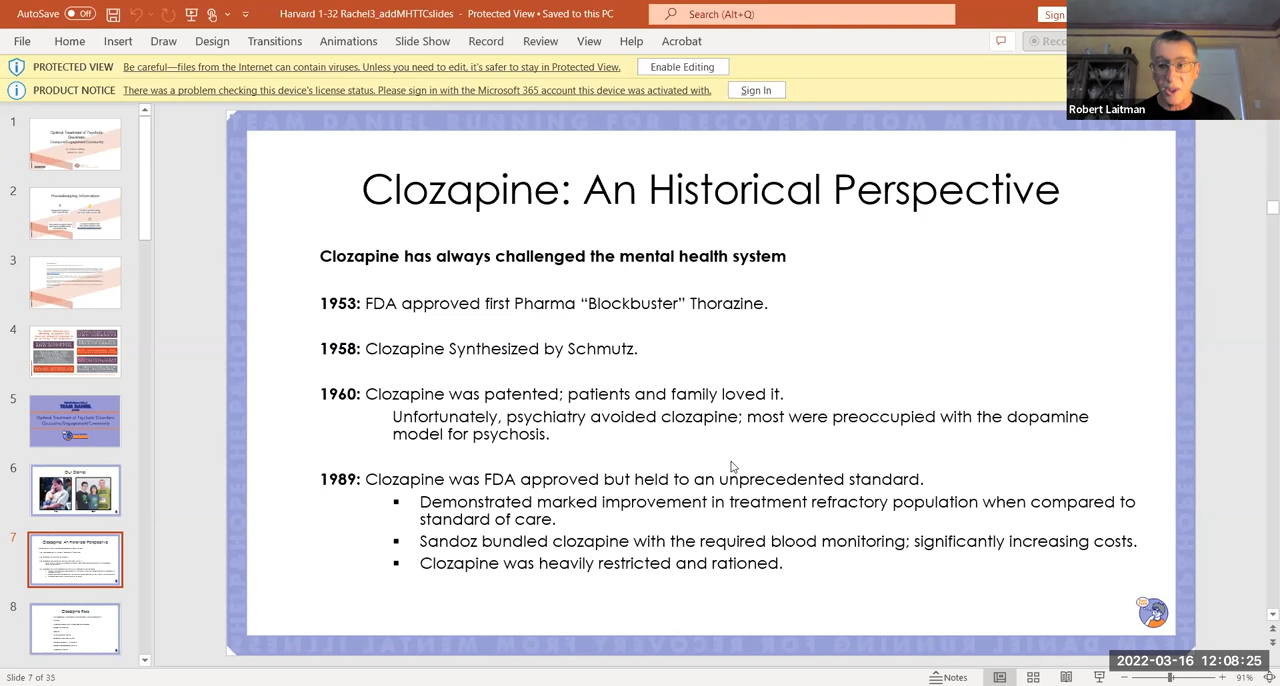 AutoSave Off Harvard 1-32 Rachel3_addMHTTCslides - Protected View • Saved to this PC Search (Alt+Q) Sign
File Home Insert Draw Design Transitions Animations Slide Show Record Review View Help Acrobat
PROTECTED VIEW Be careful—files from the Internet can contain viruses. Unless you need to edit, it's safer to stay in Protected View. Enable Editing
PRODUCT NOTICE There was a problem checking this device's license status. Please sign in with the Microsoft 365 account this device was activated with. Sign In
Robert Laitman
1
2
3
4
5
6
7
8
Clozapine: An Historical Perspective
Clozapine has always challenged the mental health system
1953: FDA approved first Pharma “Blockbuster” Thorazine.
1958: Clozapine Synthesized by Schmutz.
1960: Clozapine was patented; patients and family loved it.
Unfortunately, psychiatry avoided clozapine; most were preoccupied with the dopamine
model for psychosis.
1989: Clozapine was FDA approved but held to an unprecedented standard.
▪ Demonstrated marked improvement in treatment refractory population when compared to
standard of care.
▪ Sandoz bundled clozapine with the required blood monitoring; significantly increasing costs.
▪ Clozapine was heavily restricted and rationed.
2022-03-16 12:08:25
Slide 7 of 35 Notes 91%